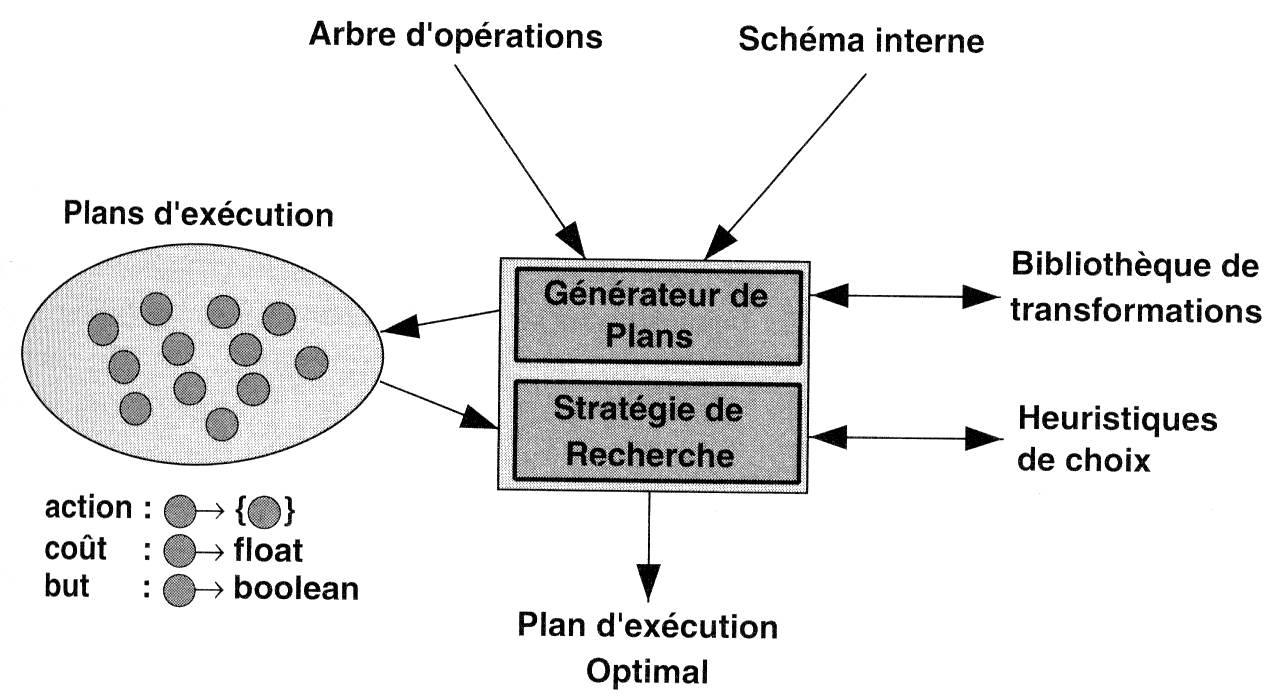 Arbre d'opérations
Schéma interne
Plans d'exécution
Générateur de
Plans
Bibliothèque de
transformations
Stratégie de
Recherche
Heuristiques
de choix
action : → { }
coût : → float
but : → boolean
Plan d'exécution
Optimal